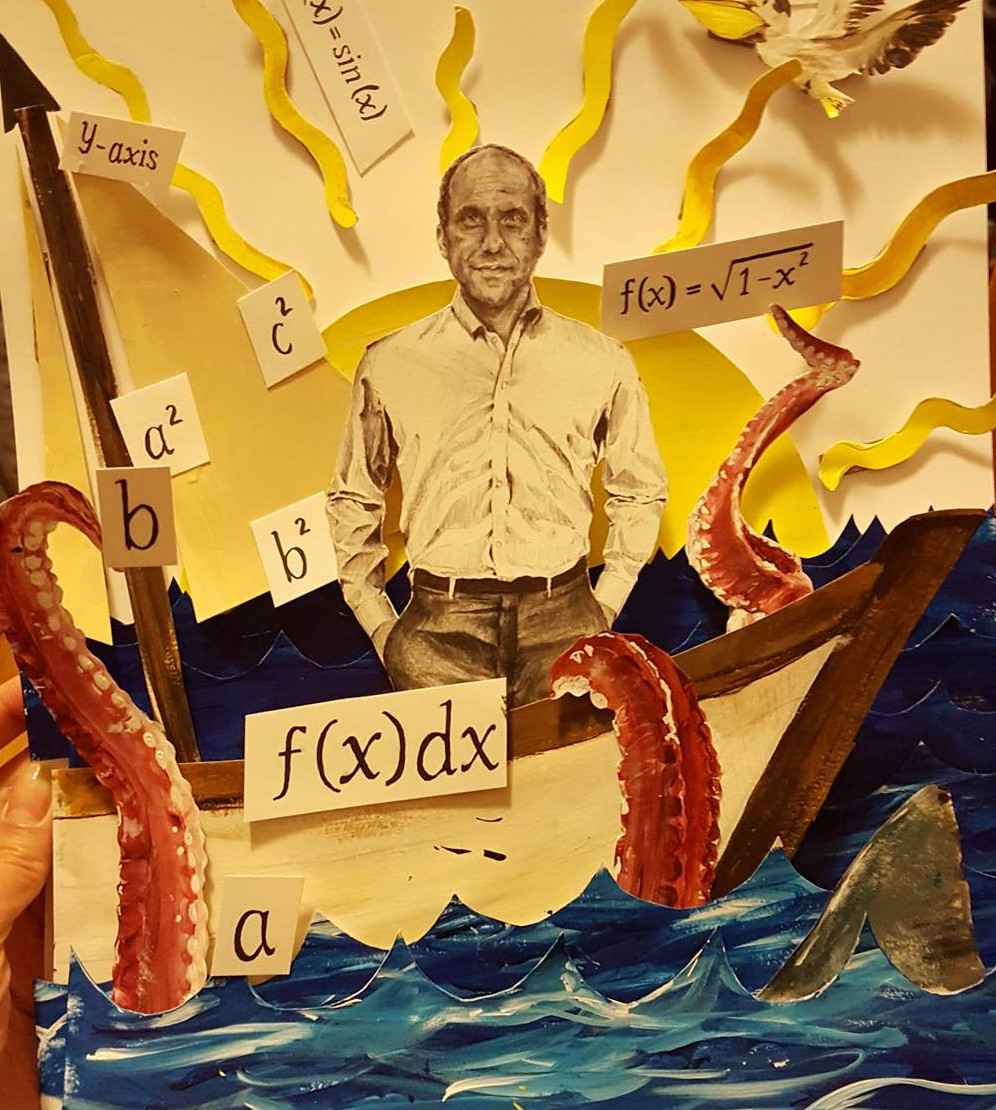 (x) = sin(x)
y-axis
f(x) = √1-x²
c²
a²
b
b²
f(x)dx
a